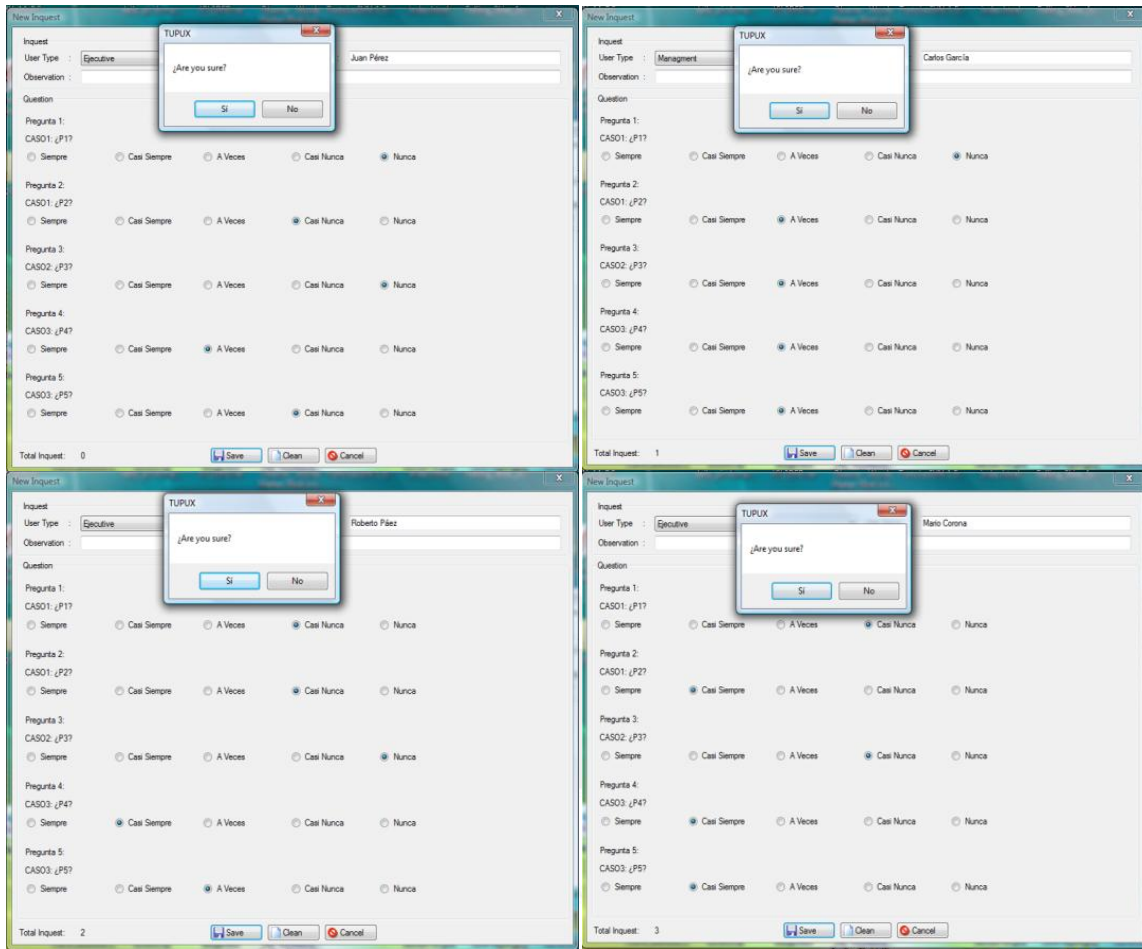 New Inquest
X
TUPUX
Inquest
User Type : Ejecutive Juan Pérez
¿Are you sure?
Observation :
Sí No
Question
Pregunta 1:
CASO1: ¿P1?
Siempre Casi Siempre A Veces Casi Nunca Nunca
Pregunta 2:
CASO1: ¿P2?
Siempre Casi Siempre A Veces Casi Nunca Nunca
Pregunta 3:
CASO2: ¿P3?
Siempre Casi Siempre A Veces Casi Nunca Nunca
Pregunta 4:
CASO3: ¿P4?
Siempre Casi Siempre A Veces Casi Nunca Nunca
Pregunta 5:
CASO3: ¿P5?
Siempre Casi Siempre A Veces Casi Nunca Nunca
Total Inquest: 0 Save Clean Cancel
New Inquest
X
TUPUX
Inquest
User Type : Managment Carlos García
¿Are you sure?
Observation :
Sí No
Question
Pregunta 1:
CASO1: ¿P1?
Siempre Casi Siempre A Veces Casi Nunca Nunca
Pregunta 2:
CASO1: ¿P2?
Siempre Casi Siempre A Veces Casi Nunca Nunca
Pregunta 3:
CASO2: ¿P3?
Siempre Casi Siempre A Veces Casi Nunca Nunca
Pregunta 4:
CASO3: ¿P4?
Siempre Casi Siempre A Veces Casi Nunca Nunca
Pregunta 5:
CASO3: ¿P5?
Siempre Casi Siempre A Veces Casi Nunca Nunca
Total Inquest: 1 Save Clean Cancel
New Inquest
X
TUPUX
Inquest
User Type : Ejecutive Roberto Páez
¿Are you sure?
Observation :
Sí No
Question
Pregunta 1:
CASO1: ¿P1?
Siempre Casi Siempre A Veces Casi Nunca Nunca
Pregunta 2:
CASO1: ¿P2?
Siempre Casi Siempre A Veces Casi Nunca Nunca
Pregunta 3:
CASO2: ¿P3?
Siempre Casi Siempre A Veces Casi Nunca Nunca
Pregunta 4:
CASO3: ¿P4?
Siempre Casi Siempre A Veces Casi Nunca Nunca
Pregunta 5:
CASO3: ¿P5?
Siempre Casi Siempre A Veces Casi Nunca Nunca
Total Inquest: 2 Save Clean Cancel
New Inquest
X
TUPUX
Inquest
User Type : Ejecutive Mario Corona
¿Are you sure?
Observation :
Sí No
Question
Pregunta 1:
CASO1: ¿P1?
Siempre Casi Siempre A Veces Casi Nunca Nunca
Pregunta 2:
CASO1: ¿P2?
Siempre Casi Siempre A Veces Casi Nunca Nunca
Pregunta 3:
CASO2: ¿P3?
Siempre Casi Siempre A Veces Casi Nunca Nunca
Pregunta 4:
CASO3: ¿P4?
Siempre Casi Siempre A Veces Casi Nunca Nunca
Pregunta 5:
CASO3: ¿P5?
Siempre Casi Siempre A Veces Casi Nunca Nunca
Total Inquest: 3 Save Clean Cancel